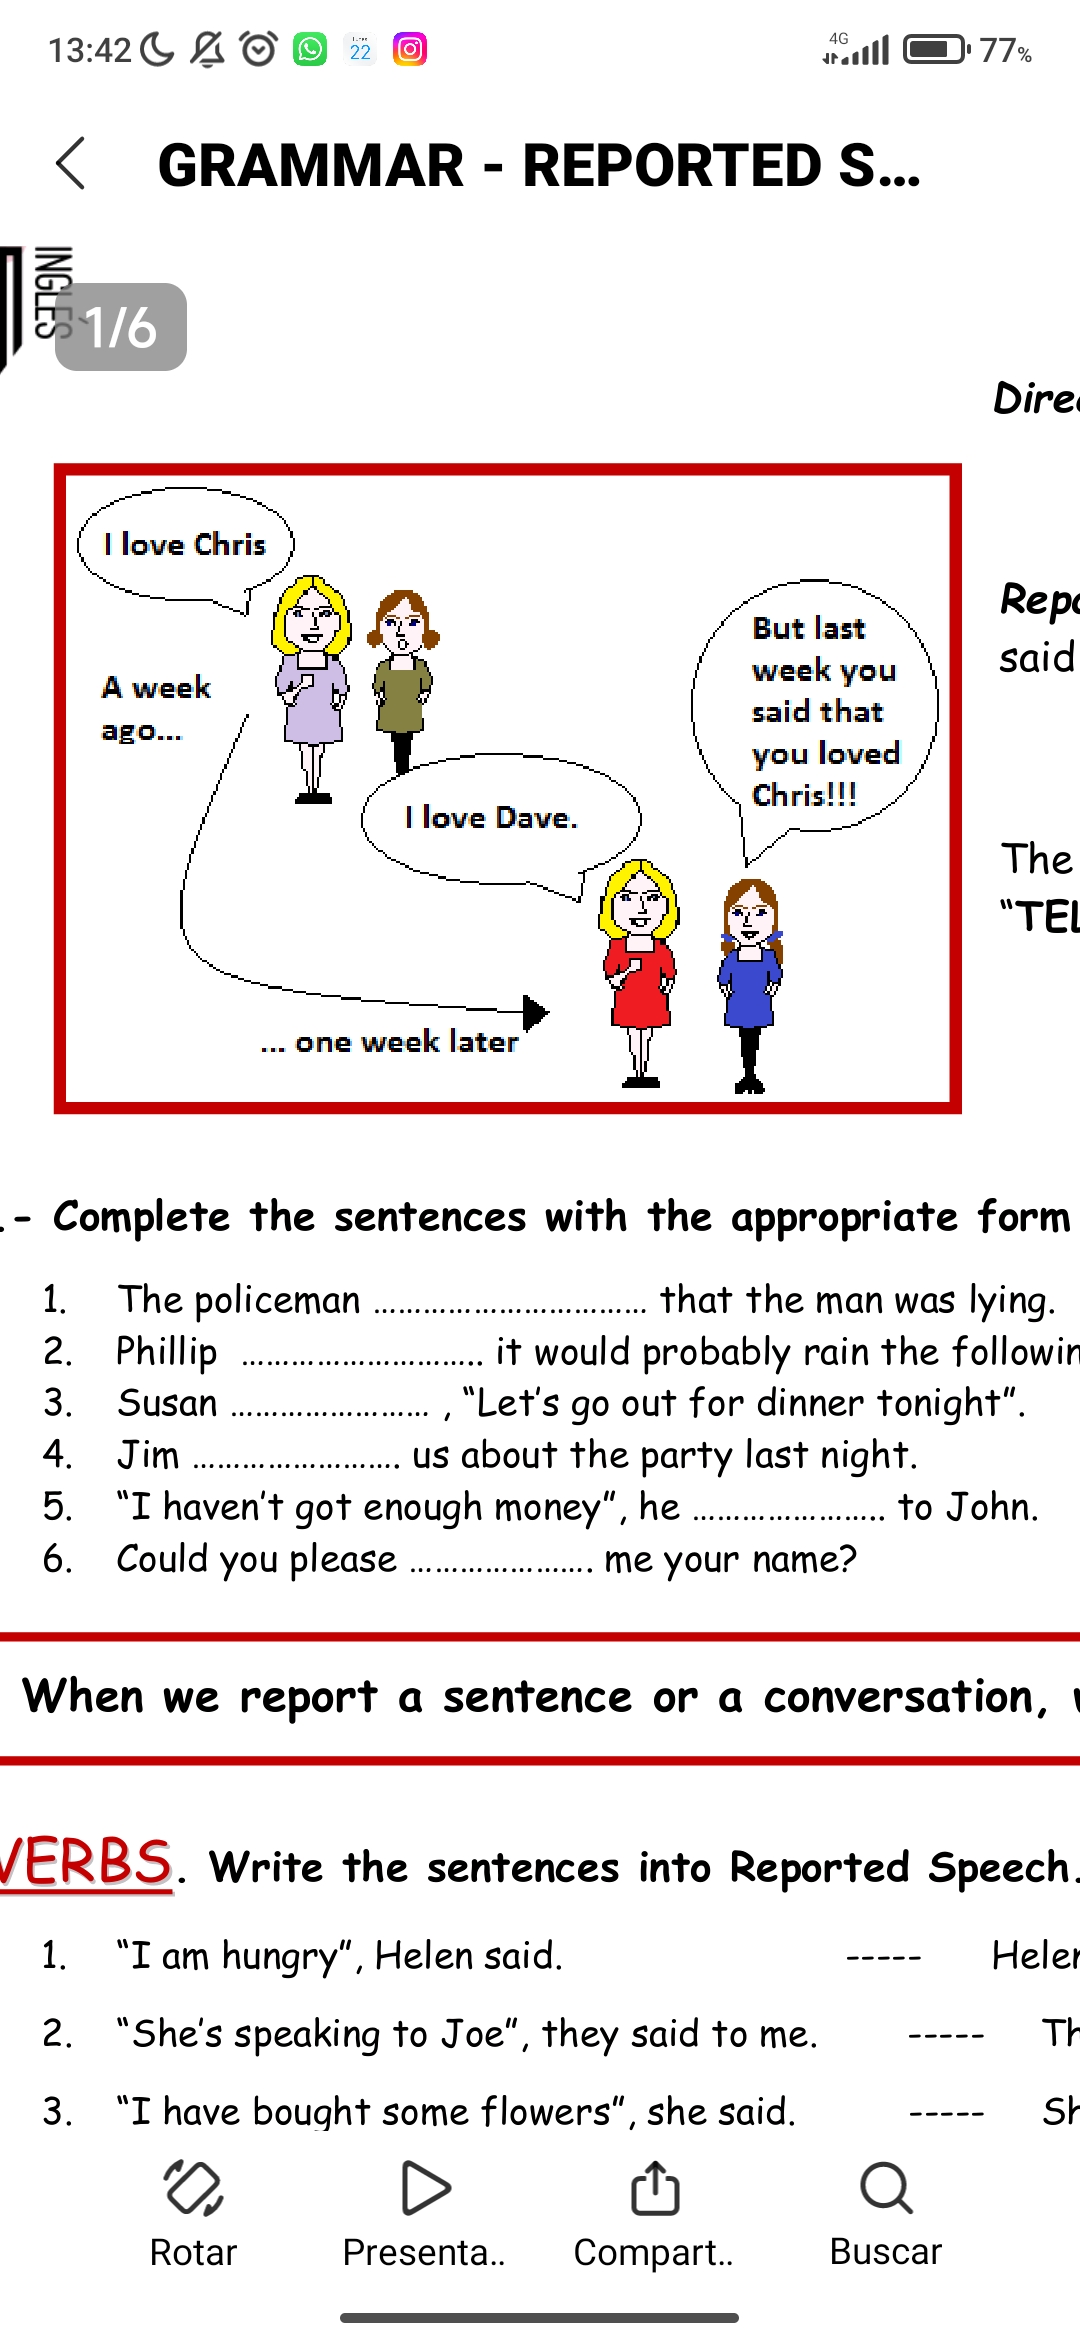 13:42
22
4G
77%
GRAMMAR - REPORTED S...
INGLES
1/6
Direc
I love Chris
A week
ago...
But last
week you
said that
you loved
Chris!!!
I love Dave.
... one week later
Repo
said
The
“TEL
.- Complete the sentences with the appropriate form
1. The policeman ................................. that the man was lying.
2. Phillip ............................. it would probably rain the followin
3. Susan ........................ , “Let’s go out for dinner tonight”.
4. Jim ......................... us about the party last night.
5. “I haven’t got enough money”, he ....................... to John.
6. Could you please ...................... me your name?
When we report a sentence or a conversation,
VERBS. Write the sentences into Reported Speech.
1. “I am hungry”, Helen said. ----- Helen
2. “She’s speaking to Joe”, they said to me. ----- Th
3. “I have bought some flowers”, she said. ----- Sh
Rotar
Presenta..
Compart..
Buscar